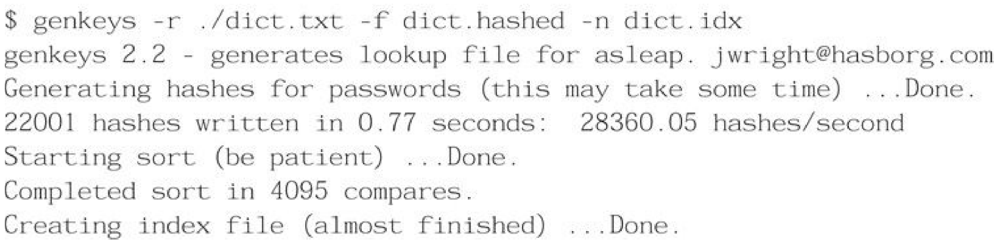 $ genkeys -r ./dict.txt -f dict.hashed -n dict.idx
genkeys 2.2 - generates lookup file for asleap. jwright@hasborg.com
Generating hashes for passwords (this may take some time) ...Done.
22001 hashes written in 0.77 seconds:  28360.05 hashes/second
Starting sort (be patient) ...Done.
Completed sort in 4095 compares.
Creating index file (almost finished) ...Done.